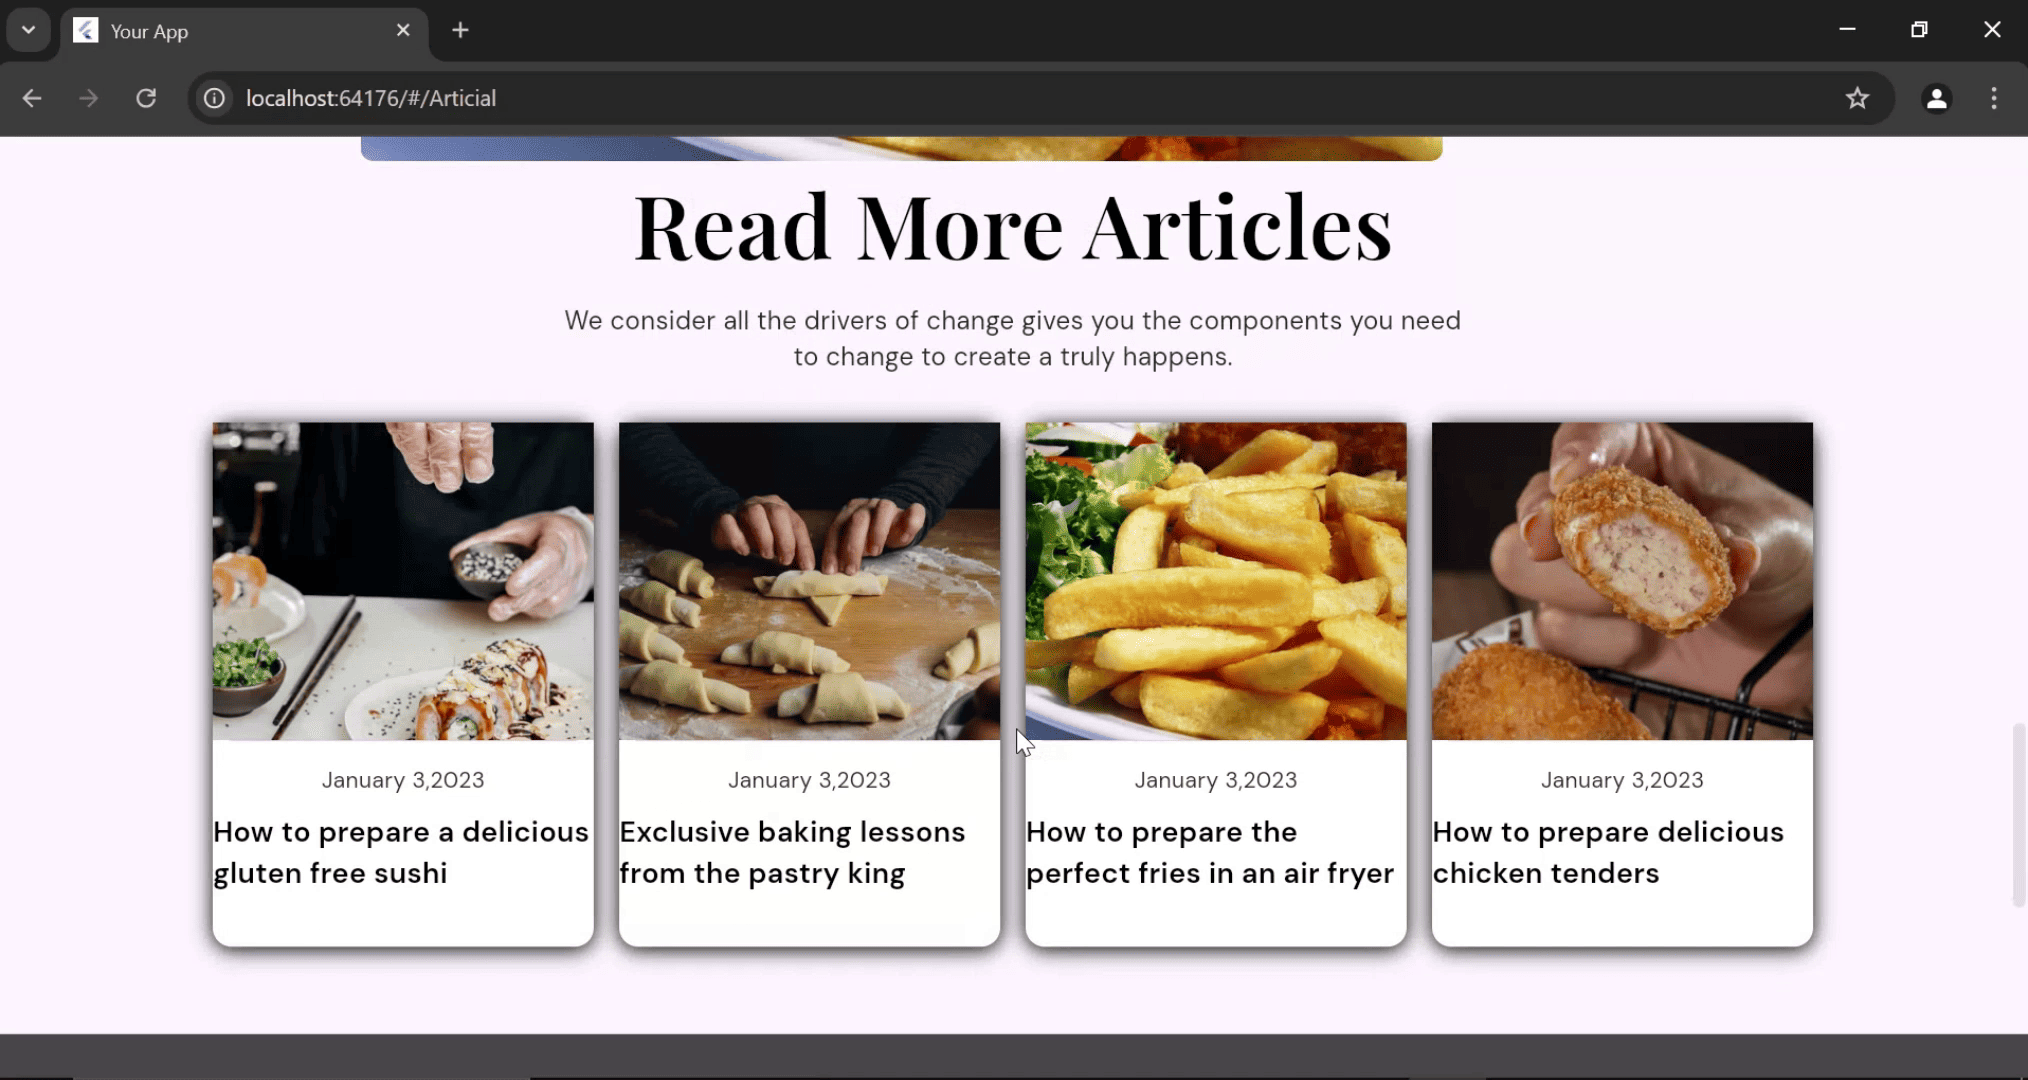 Your App
localhost:64176/#/Articial
Read More Articles
We consider all the drivers of change gives you the components you need
to change to create a truly happens.
January 3,2023
How to prepare a delicious
gluten free sushi
January 3,2023
Exclusive baking lessons
from the pastry king
January 3,2023
How to prepare the
perfect fries in an air fryer
January 3,2023
How to prepare delicious
chicken tenders